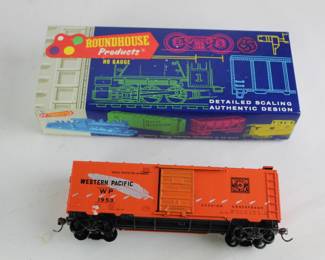 ROUNDHOUSE
Products
HO GAUGE
DETAILED SCALING
AUTHENTIC DESIGN
WESTERN PACIFIC
WP
1953